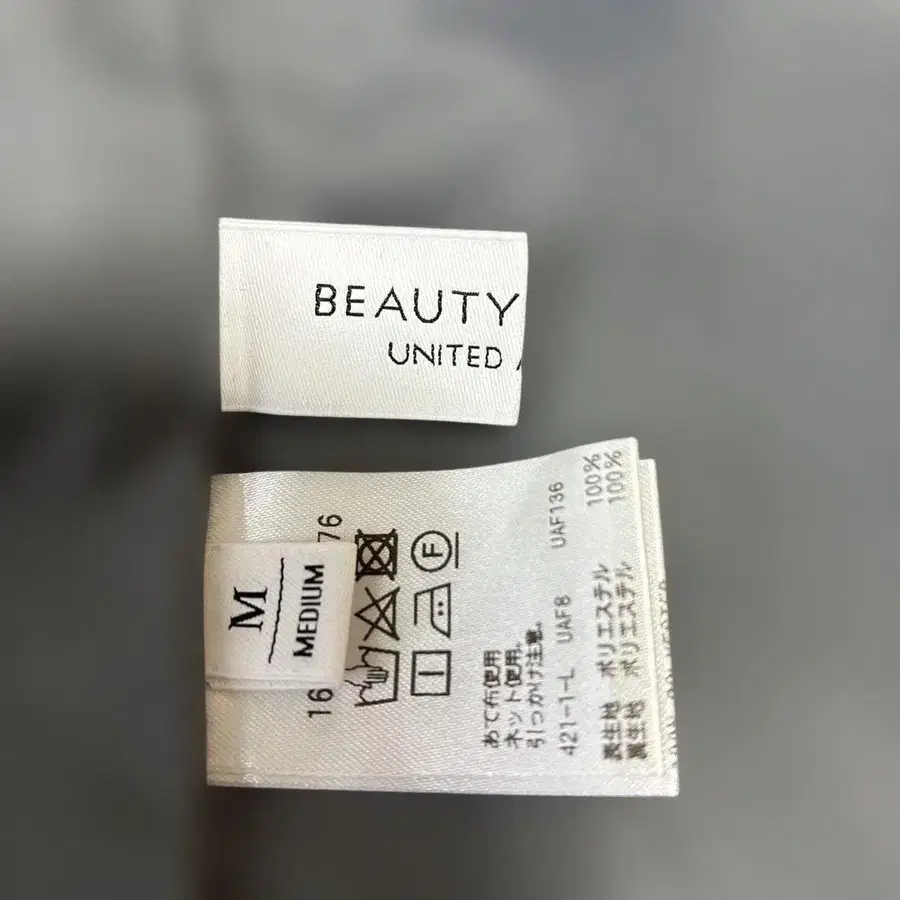 BEAUTY
UNITED
M
MEDIUM
16 76
F
あて布使用
ネット使用。
引っかけ注意。
421-1-L UAF8 UAF136
表生地 ポリエステル 100%
裏生地 ポリエステル 100%